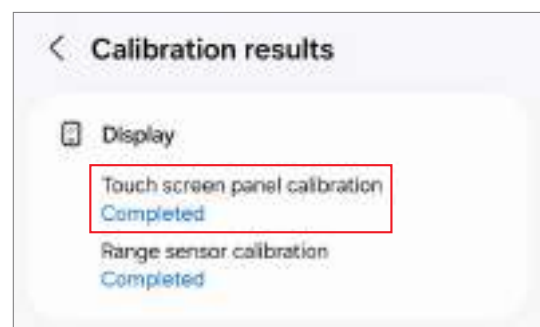 Calibration results
Display
Touch screen panel calibration
Completed
Range sensor calibration
Completed